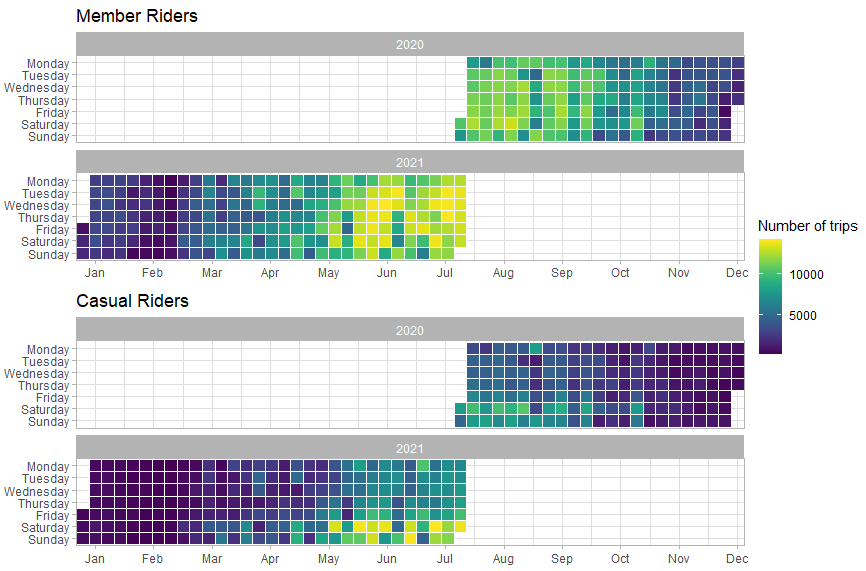 Member Riders
2020
Monday
Tuesday
Wednesday
Thursday
Friday
Saturday
Sunday
2021
Monday
Tuesday
Wednesday
Thursday
Friday
Saturday
Sunday
Jan Feb Mar Apr May Jun Jul Aug Sep Oct Nov Dec
Number of trips
10000
5000
Casual Riders
2020
Monday
Tuesday
Wednesday
Thursday
Friday
Saturday
Sunday
2021
Monday
Tuesday
Wednesday
Thursday
Friday
Saturday
Sunday
Jan Feb Mar Apr May Jun Jul Aug Sep Oct Nov Dec